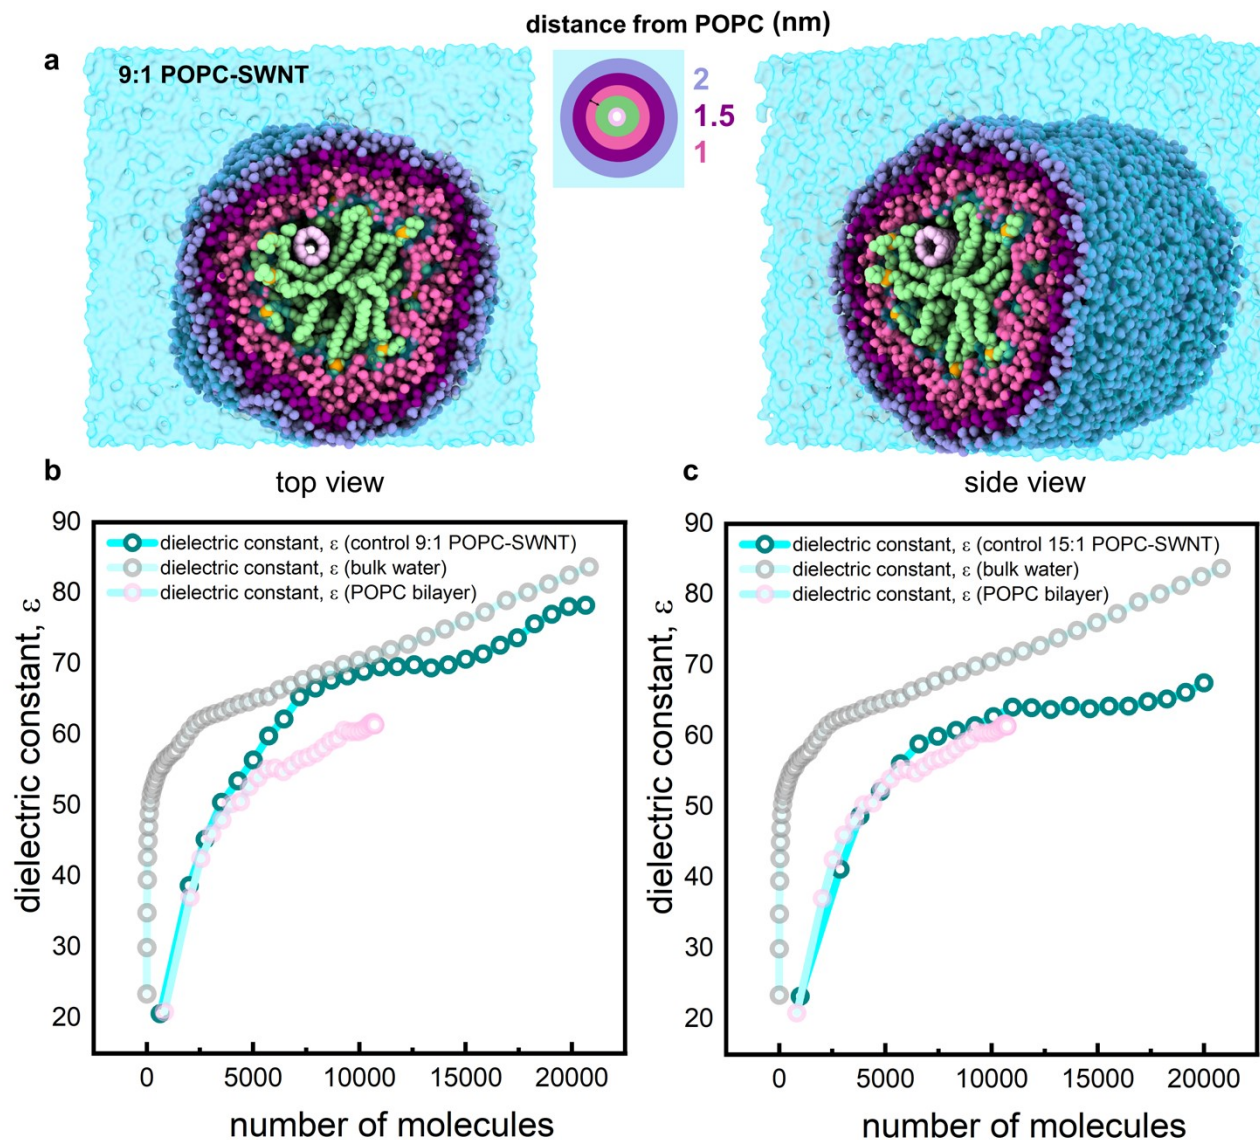 distance from POPC (nm)
a
9:1 POPC-SWNT
2
1.5
1
b
top view
c
side view
90
80
70
60
50
40
30
20
dielectric constant, ε
dielectric constant, ε (control 9:1 POPC-SWNT)
dielectric constant, ε (bulk water)
dielectric constant, ε (POPC bilayer)
0 5000 10000 15000 20000
number of molecules
90
80
70
60
50
40
30
20
dielectric constant, ε
dielectric constant, ε (control 15:1 POPC-SWNT)
dielectric constant, ε (bulk water)
dielectric constant, ε (POPC bilayer)
0 5000 10000 15000 20000
number of molecules